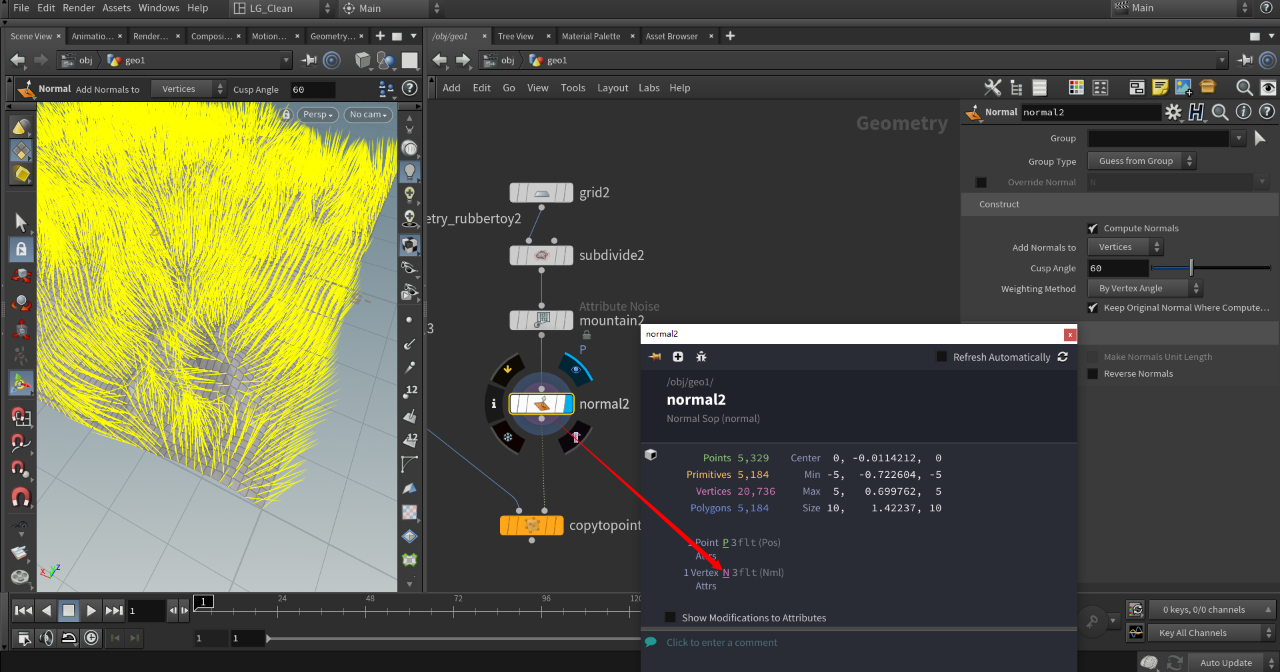 File Edit Render Assets Windows Help LG_Clean Main Main
Scene View × Animatio... × Render... × Composi... × Motion... × Geometry... ×
/obj/geo1 × Tree View × Material Palette × Asset Browser ×
obj geo1
obj geo1
Normal Add Normals to Vertices Cusp Angle 60
Add Edit Go View Tools Layout Labs Help
Persp No cam
Geometry
Normal normal2
Group
Group Type Guess from Group
Override Normal N
Construct
Compute Normals
Add Normals to Vertices
Cusp Angle 60
Weighting Method By Vertex Angle
Keep Original Normal Where Compute...
Make Normals Unit Length
Reverse Normals
grid2
etry_rubbertoy2
subdivide2
Attribute Noise
mountain2
3
P
normal2
copytopoint
12
12
normal2 x
Refresh Automatically
/obj/geo1/
normal2
Normal Sop (normal)
Points 5,329 Center 0, -0.0114212, 0
Primitives 5,184 Min -5, -0.722604, -5
Vertices 20,736 Max 5, 0.699762, 5
Polygons 5,184 Size 10, 1.42237, 10
1 Point P 3flt (Pos)
Attrs
1 Vertex N 3flt (Nml)
Attrs
Show Modifications to Attributes
Click to enter a comment
1 1 24 48 72 96 120
1 1
0 keys, 0/0 channels
Key All Channels
Auto Update